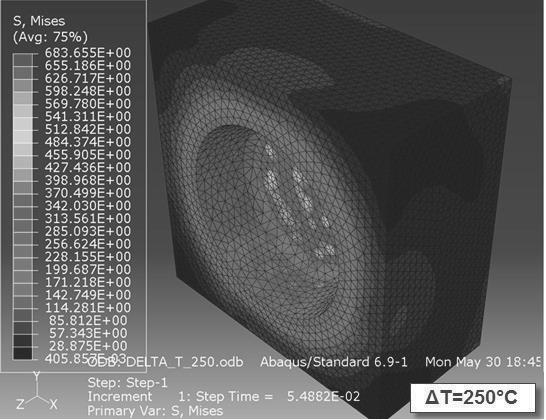 S, Mises
(Avg: 75%)
683.655E+00
655.186E+00
626.717E+00
598.248E+00
569.780E+00
541.311E+00
512.842E+00
484.374E+00
455.905E+00
427.436E+00
398.968E+00
370.499E+00
342.030E+00
313.561E+00
285.093E+00
256.624E+00
228.155E+00
199.687E+00
171.218E+00
142.749E+00
114.281E+00
85.812E+00
57.343E+00
28.875E+00
405.857E-03
ODB: DELTA_T_250.odb Abaqus/Standard 6.9-1 Mon May 30 18:45
Y
Z X
Step: Step-1
Increment 1: Step Time = 5.4882E-02
Primary Var: S, Mises
ΔT=250°C